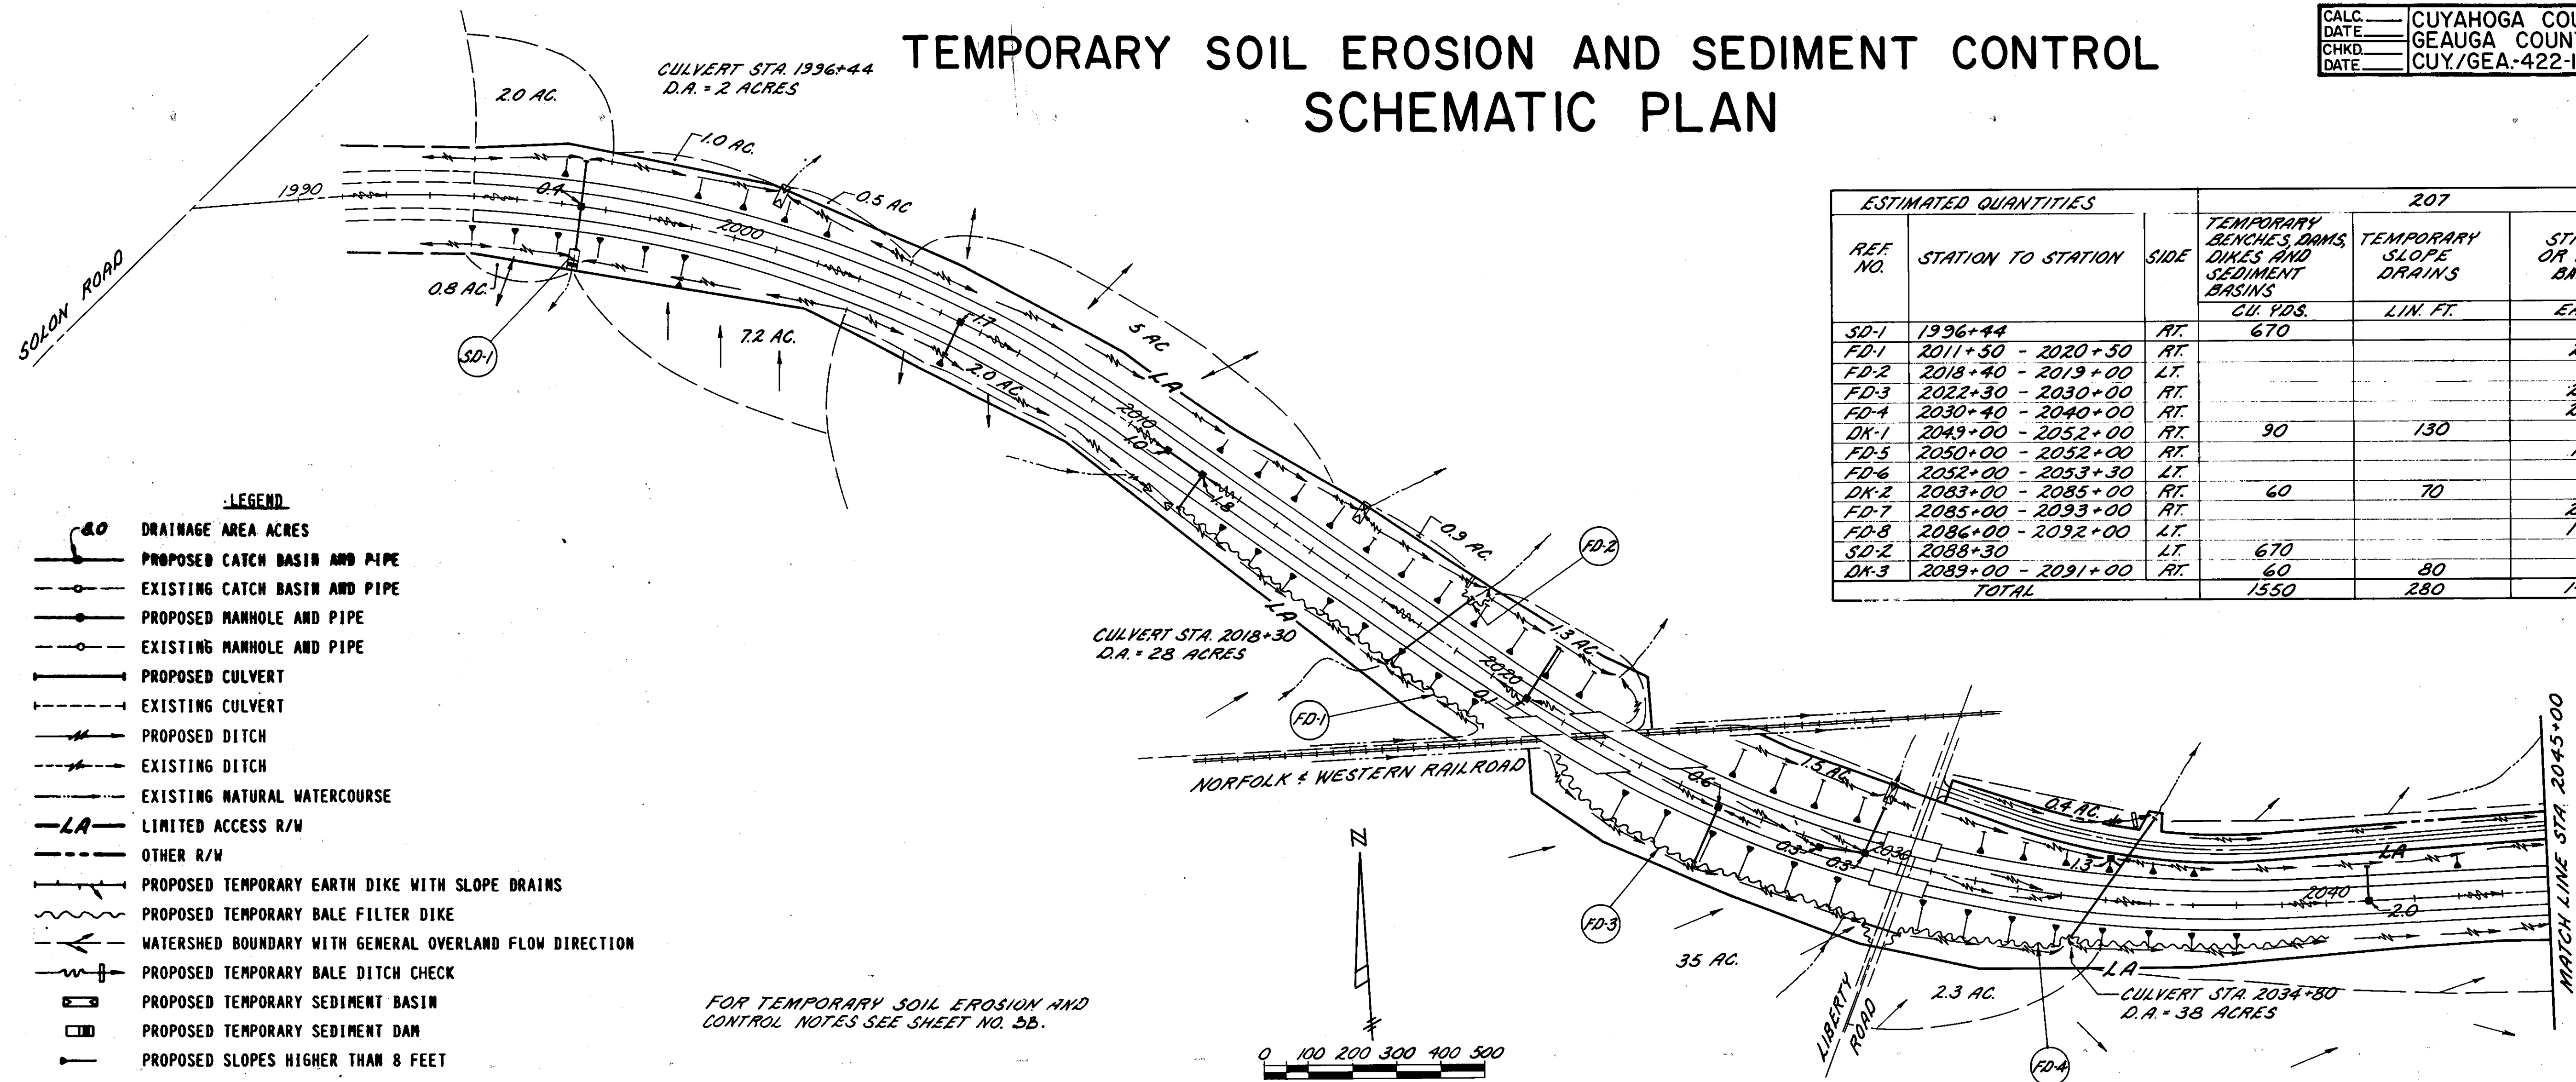 TEMPORARY SOIL EROSION AND SEDIMENT CONTROL
SCHEMATIC PLAN
CALC.
DATE
CHKD.
DATE
CUYAHOGA
GEAUGA
CUY./GEA.-422-
CULVERT STA. 1996+44
D.A. = 2 ACRES
2.0 AC.
1.0 AC.
0.5 AC
1990
0.4
2000
0.8 AC.
SOLON ROAD
SD-1
7.2 AC.
1.7
2.0 AC.
5 AC
LA
2010
1.0
1.8
0.9 AC.
FD-2
LA
CULVERT STA. 2018+30
D.A. = 28 ACRES
1.3 AC.
2020
0.1
FD-1
NORFOLK & WESTERN RAILROAD
0.6
1.5 AC.
0.4 AC.
0.3
0.3
2030
1.3
LA
2040
2.0
FD-3
35 AC.
LA
2.3 AC.
CULVERT STA. 2034+80
D.A. = 38 ACRES
LIBERTY ROAD
FD-4
MATCH LINE STA. 2045+00
ESTIMATED QUANTITIES
207
REF. NO.
STATION TO STATION
SIDE
TEMPORARY
BENCHES, DAMS,
DIKES AND
SEDIMENT
BASINS
TEMPORARY
SLOPE
DRAINS
OR
CU. YDS.
LIN. FT.
SD-1 1996+44 RT. 670
FD-1 2011+50 - 2020+50 RT.
FD-2 2018+40 - 2019+00 LT.
FD-3 2022+30 - 2030+00 RT.
FD-4 2030+40 - 2040+00 RT.
DK-1 2049+00 - 2052+00 RT. 90 130
FD-5 2050+00 - 2052+00 RT.
FD-6 2052+00 - 2053+30 LT.
DK-2 2083+00 - 2085+00 RT. 60 70
FD-7 2085+00 - 2093+00 RT.
FD-8 2086+00 - 2092+00 LT.
SD-2 2088+30 LT. 670
DK-3 2089+00 - 2091+00 RT. 60 80
TOTAL 1550 280
LEGEND
8.0 DRAINAGE AREA ACRES
PROPOSED CATCH BASIN AND PIPE
EXISTING CATCH BASIN AND PIPE
PROPOSED MANHOLE AND PIPE
EXISTING MANHOLE AND PIPE
PROPOSED CULVERT
EXISTING CULVERT
PROPOSED DITCH
EXISTING DITCH
EXISTING NATURAL WATERCOURSE
LA LIMITED ACCESS R/W
OTHER R/W
PROPOSED TEMPORARY EARTH DIKE WITH SLOPE DRAINS
PROPOSED TEMPORARY BALE FILTER DIKE
WATERSHED BOUNDARY WITH GENERAL OVERLAND FLOW DIRECTION
PROPOSED TEMPORARY BALE DITCH CHECK
PROPOSED TEMPORARY SEDIMENT BASIN
PROPOSED TEMPORARY SEDIMENT DAM
PROPOSED SLOPES HIGHER THAN 8 FEET
FOR TEMPORARY SOIL EROSION AND
CONTROL NOTES SEE SHEET NO. 3B.
N
0 100 200 300 400 500